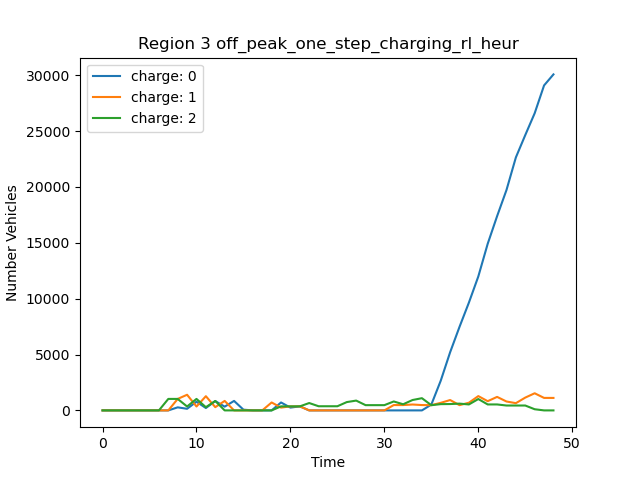 Region 3 off_peak_one_step_charging_rl_heur
charge: 0
charge: 1
charge: 2
Number Vehicles
30000
25000
20000
15000
10000
5000
0
0 10 20 30 40 50
Time